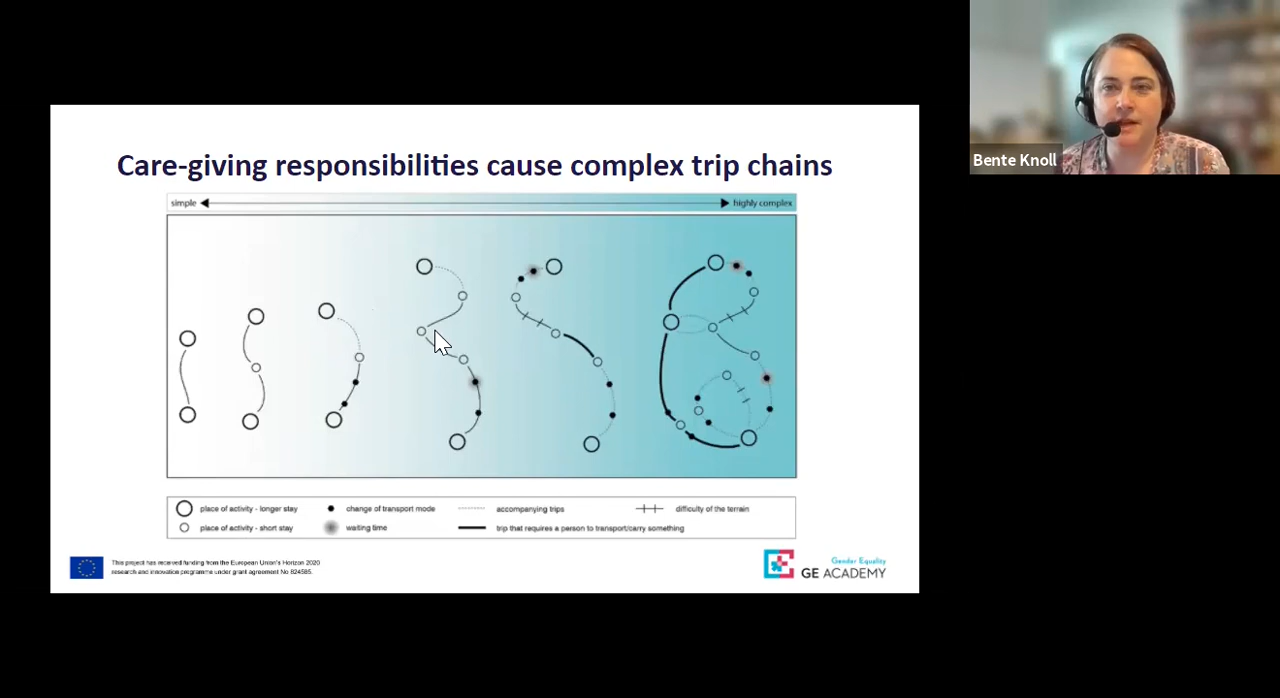 Bente Knoll
Care-giving responsibilities cause complex trip chains
simple
highly complex
place of activity - longer stay
change of transport mode
accompanying trips
difficulty of the terrain
place of activity - short stay
waiting time
trip that requires a person to transport/carry something
This project has received funding from the European Union's Horizon 2020
research and innovation programme under grant agreement No 824585.
Gender Equality
GE ACADEMY